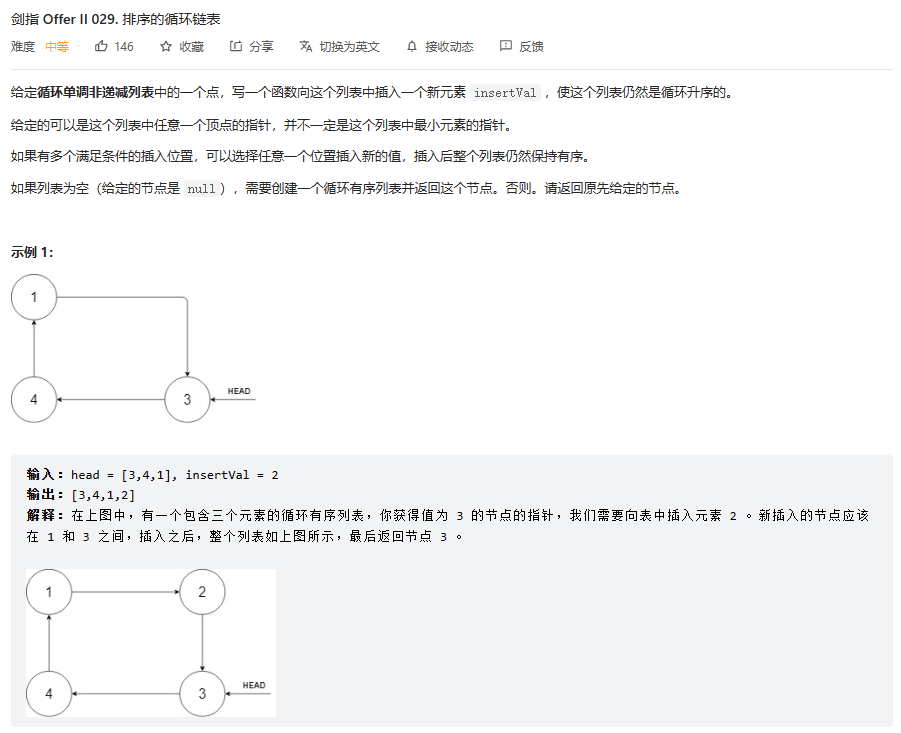 剑指 Offer II 029. 排序的循环链表
难度 中等 146 收藏 分享 切换为英文 接收动态 反馈
给定循环单调非递减列表中的一个点，写一个函数向这个列表中插入一个新元素 insertVal ，使这个列表仍然是循环升序的。
给定的可以是这个列表中任意一个顶点的指针，并不一定是这个列表中最小元素的指针。
如果有多个满足条件的插入位置，可以选择任意一个位置插入新的值，插入后整个列表仍然保持有序。
如果列表为空（给定的节点是 null），需要创建一个循环有序列表并返回这个节点。否则。请返回原先给定的节点。
示例 1：
1
4
3
HEAD
输入：head = [3,4,1], insertVal = 2
输出：[3,4,1,2]
解释：在上图中，有一个包含三个元素的循环有序列表，你获得值为 3 的节点的指针，我们需要向表中插入元素 2 。新插入的节点应该
在 1 和 3 之间，插入之后，整个列表如上图所示，最后返回节点 3 。
1
2
4
3
HEAD